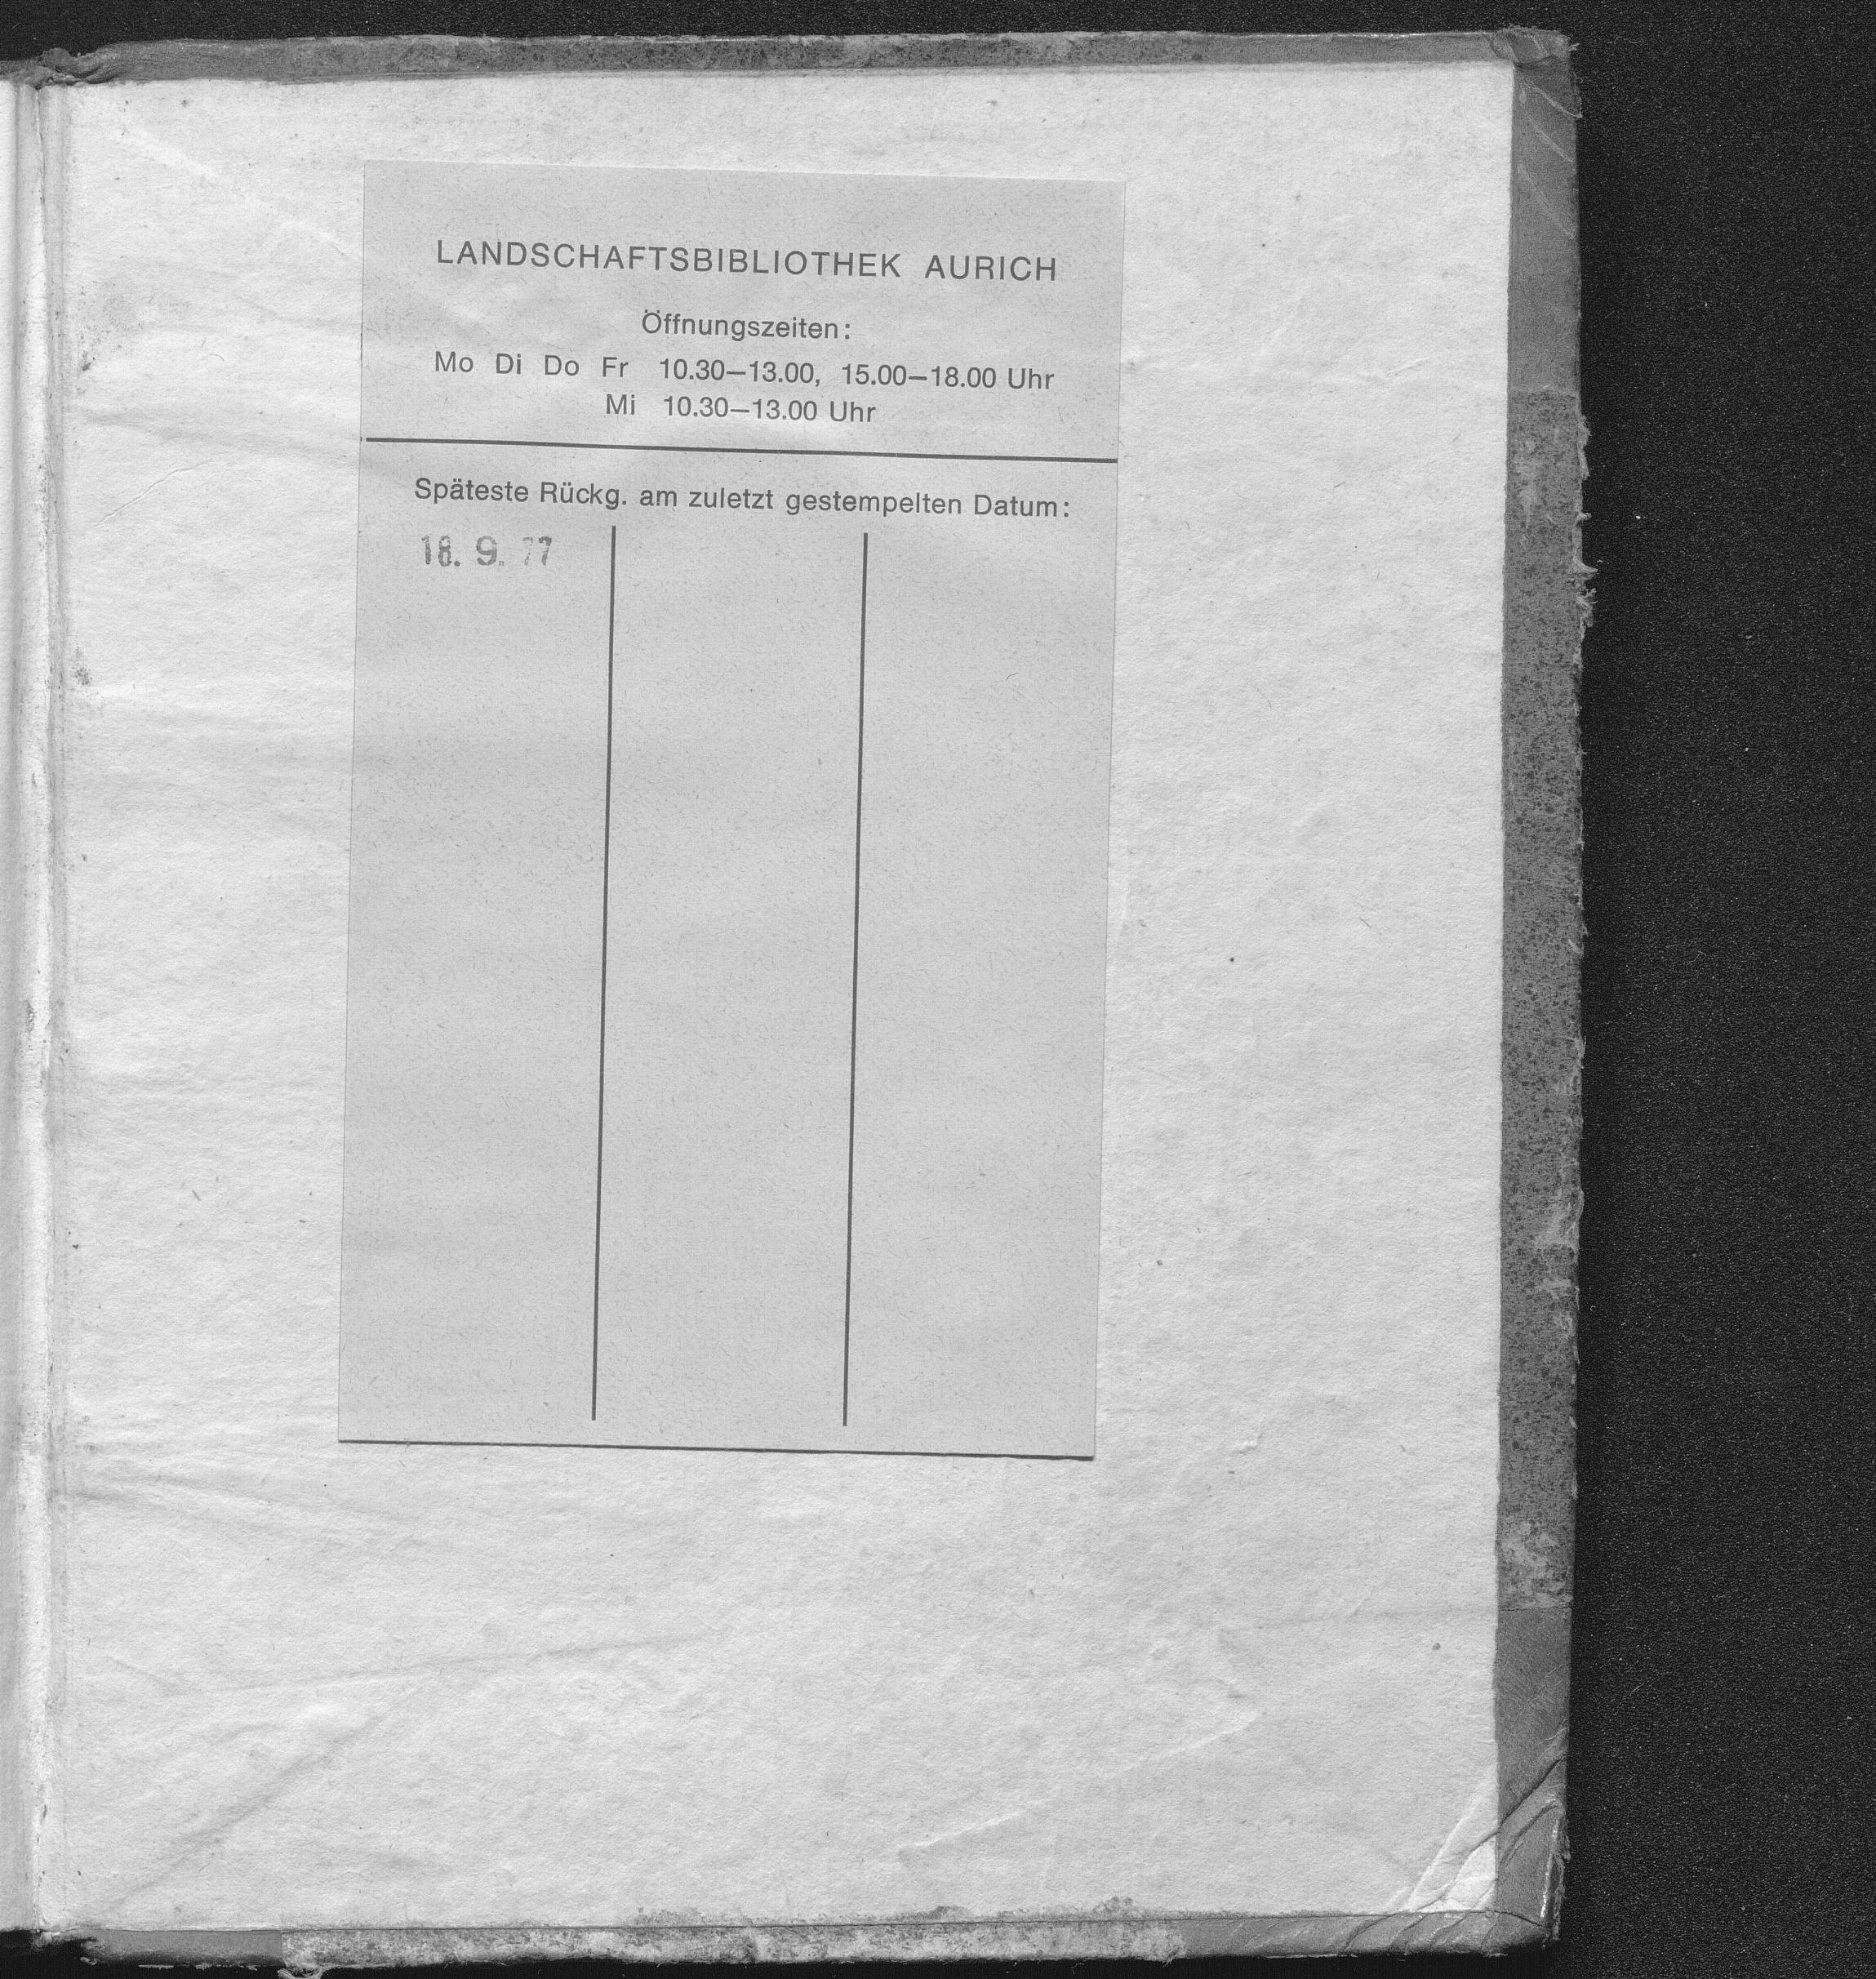 LANDSCHAFTSBIBLIOTHEK AURICH
Öffnungszeiten:
Mo Di Do Fr 10.30–13.00, 15.00–18.00 Uhr
Mi 10.30–13.00 Uhr
Späteste Rückg. am zuletzt gestempelten Datum:
18. 9. 77